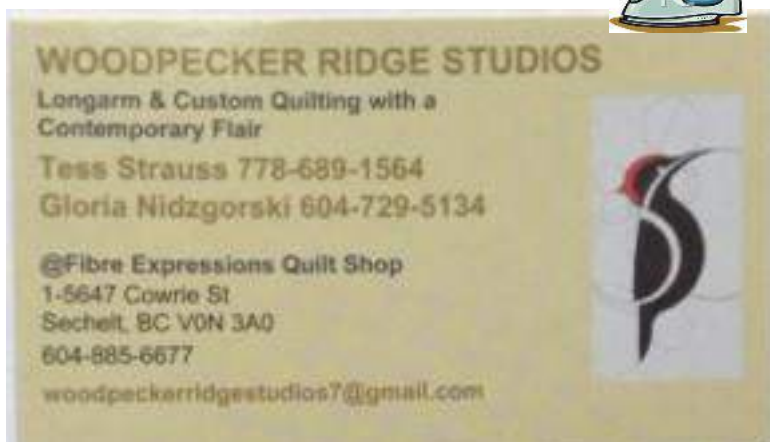 WOODPECKER RIDGE STUDIOS
Longarm & Custom Quilting with a
Contemporary Flair
Tess Strauss 778-689-1564
Gloria Nidzgorski 604-729-5134
@Fibre Expressions Quilt Shop
1-5647 Cowrie St
Sechelt, BC V0N 3A0
604-885-6677
woodpeckerridgestudios7@gmail.com